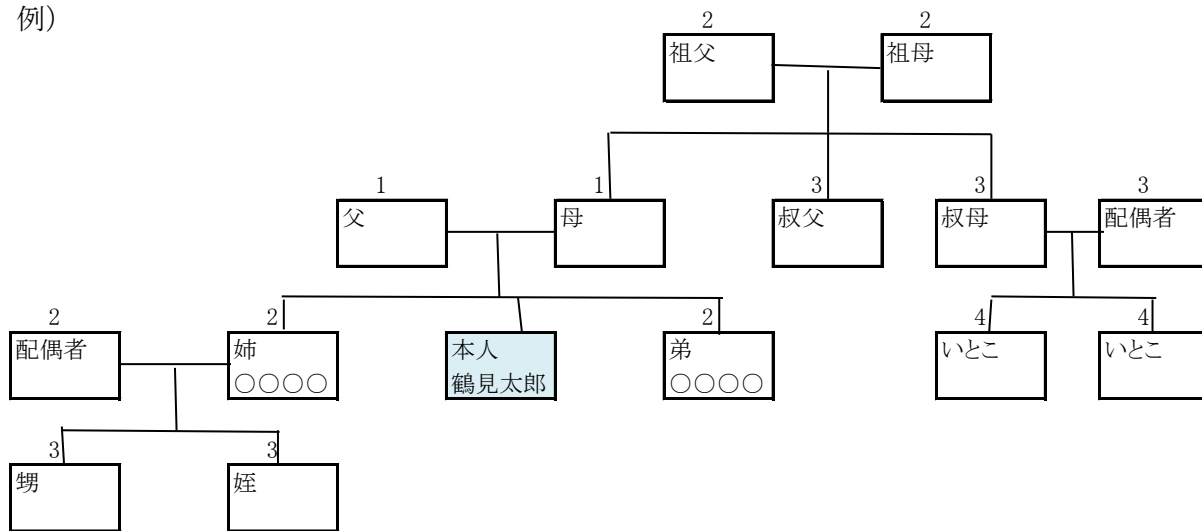 例)
2 2
祖父 祖母
1 1 3 3 3
父 母 叔父 叔母 配偶者
2 2 2 4 4
配偶者 姉 本人 弟 いとこ いとこ
○○○○ 鶴見太郎 ○○○○
3 3
甥 姪